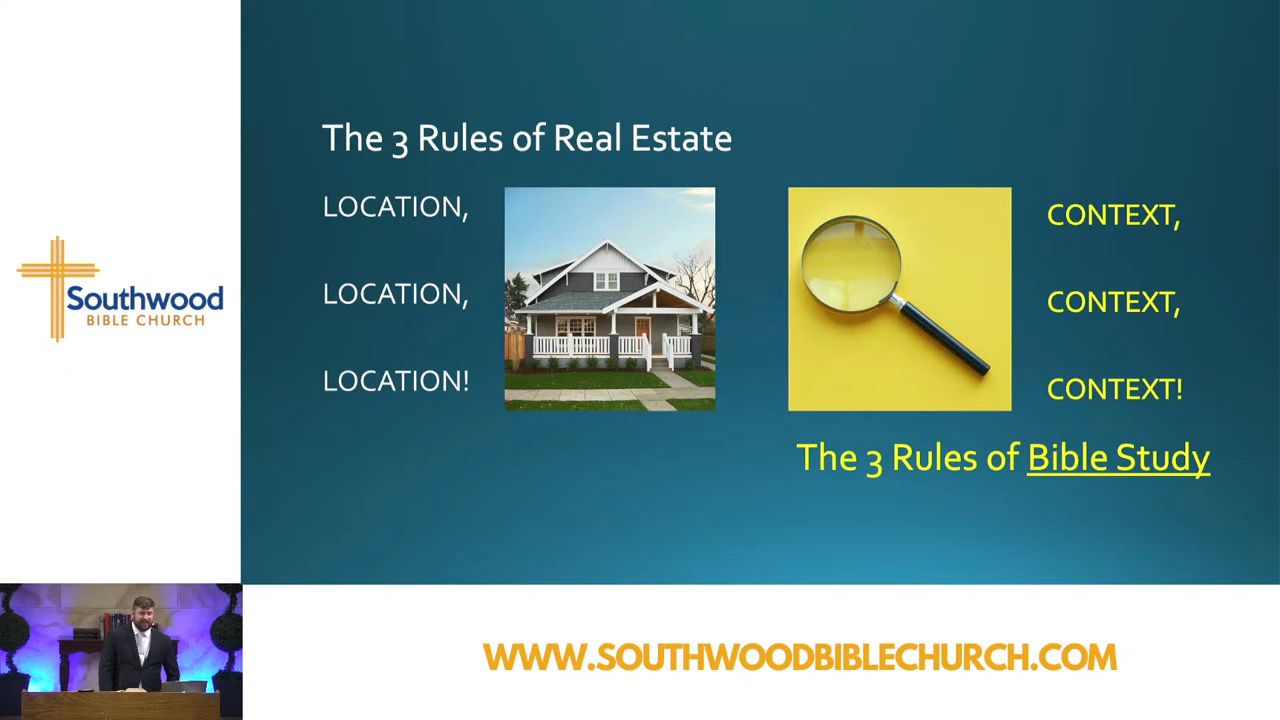 Southwood
BIBLE CHURCH
The 3 Rules of Real Estate
LOCATION,
LOCATION,
LOCATION!
CONTEXT,
CONTEXT,
CONTEXT!
The 3 Rules of Bible Study
WWW.SOUTHWOODBIBLECHURCH.COM